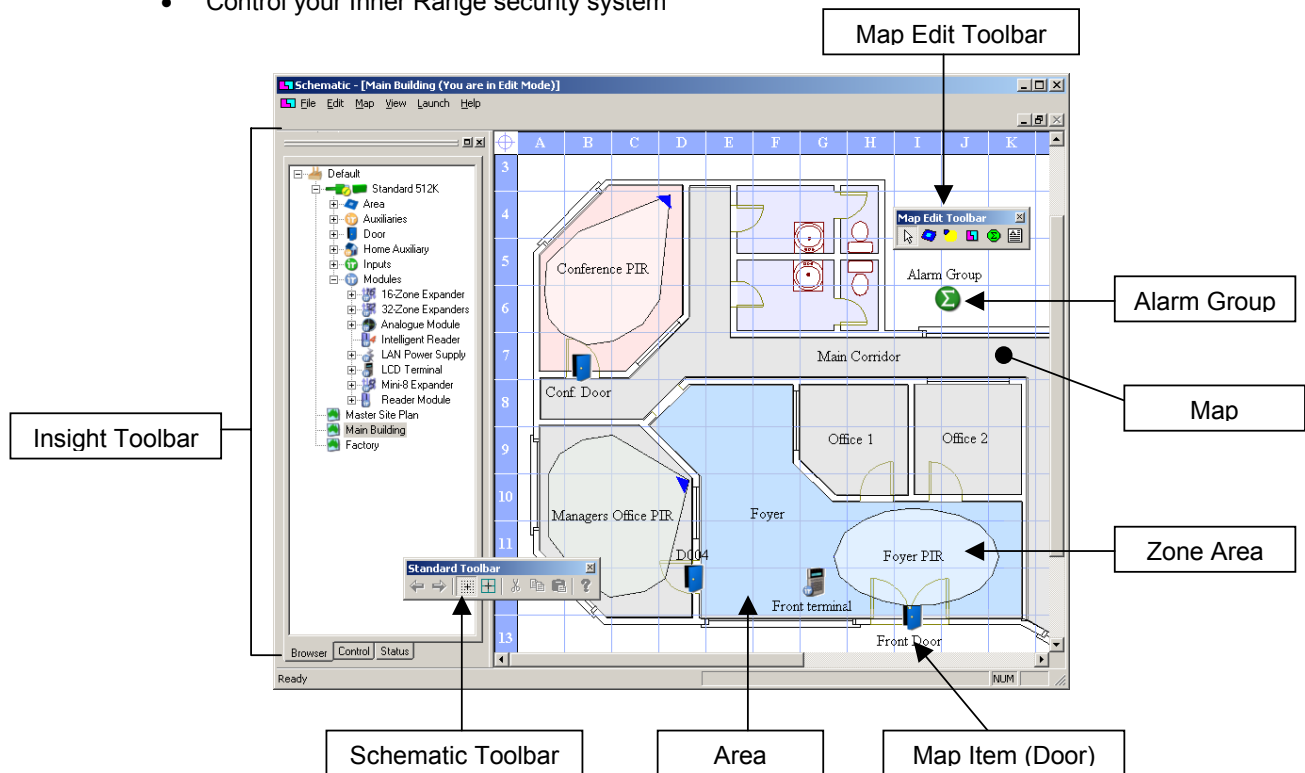 • Control your Inner Range security system
Map Edit Toolbar
Schematic - [Main Building (You are in Edit Mode)]
File Edit Map View Launch Help
A B C D E F G H I J K
3
4
5
6
7
8
9
10
11
13
Default
Standard 512K
Area
Auxiliaries
Door
Home Auxiliary
Inputs
Modules
16-Zone Expander
32-Zone Expanders
Analogue Module
Intelligent Reader
LAN Power Supply
LCD Terminal
Mini-8 Expander
Reader Module
Master Site Plan
Main Building
Factory
Map Edit Toolbar
Alarm Group
Σ
Conference PIR
Main Corridor
Conf. Door
Office 1
Office 2
Managers Office PIR
Foyer
Foyer PIR
D004
Front terminal
Front Door
Standard Toolbar
?
Browser Control Status
Ready
NUM
Insight Toolbar
Alarm Group
Map
Zone Area
Schematic Toolbar
Area
Map Item (Door)